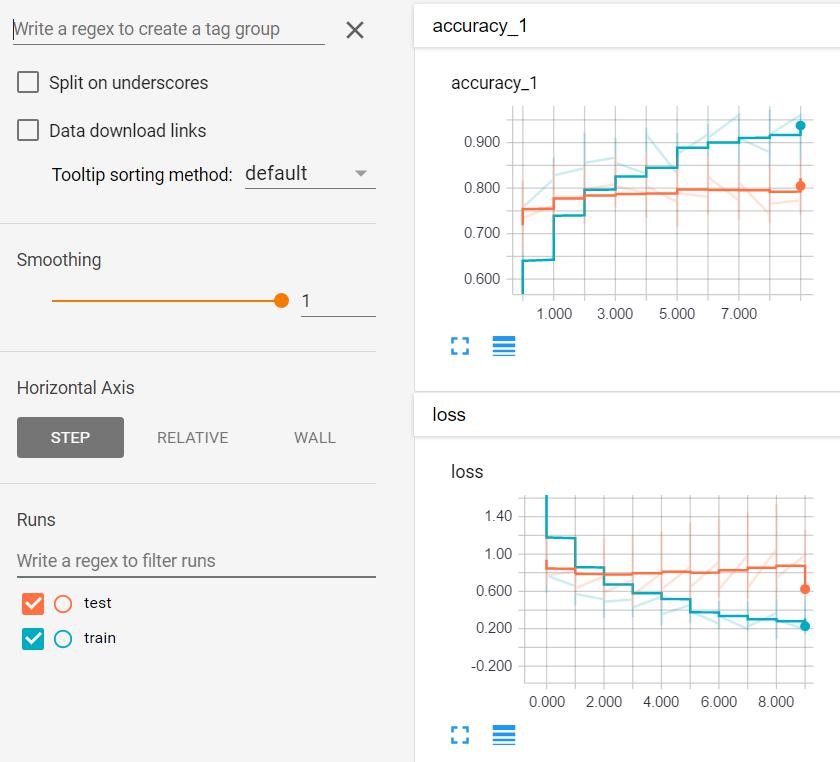 Write a regex to create a tag group
Split on underscores
Data download links
Tooltip sorting method: default
Smoothing
1
Horizontal Axis
STEP RELATIVE WALL
Runs
Write a regex to filter runs
test
train
accuracy_1
accuracy_1
0.900
0.800
0.700
0.600
1.000 3.000 5.000 7.000
loss
loss
1.40
1.00
0.600
0.200
-0.200
0.000 2.000 4.000 6.000 8.000